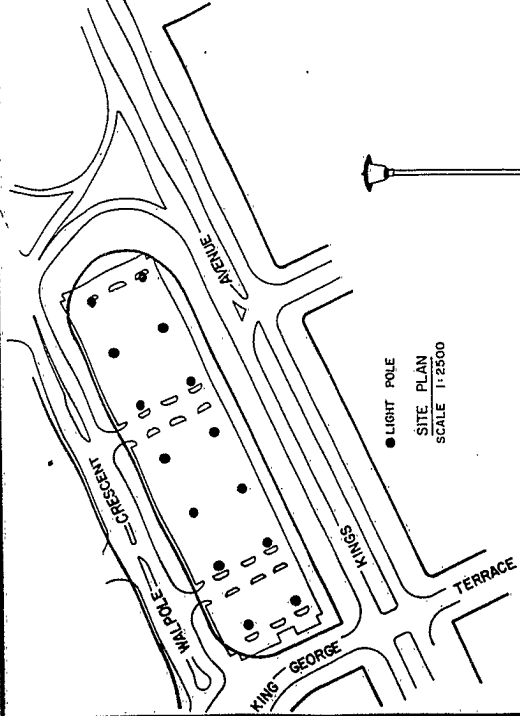 WALPOLE CRESCENT
KINGS AVENUE
KING GEORGE TERRACE
LIGHT POLE
SITE PLAN
SCALE 1:2500